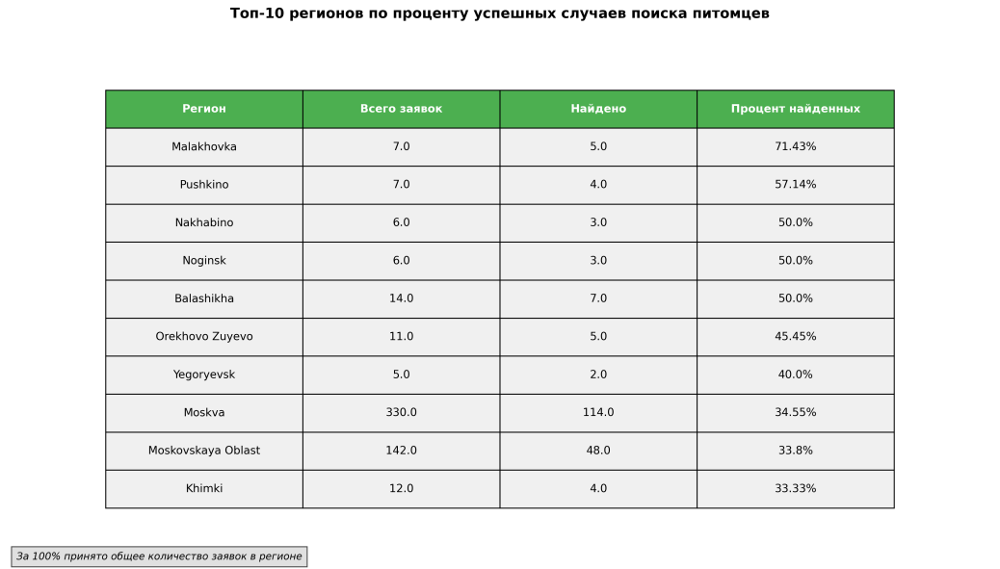 Топ-10 регионов по проценту успешных случаев поиска питомцев
Регион Всего заявок Найдено Процент найденных
Malakhovka 7.0 5.0 71.43%
Pushkino 7.0 4.0 57.14%
Nakhabino 6.0 3.0 50.0%
Noginsk 6.0 3.0 50.0%
Balashikha 14.0 7.0 50.0%
Orekhovo Zuyevo 11.0 5.0 45.45%
Yegoryevsk 5.0 2.0 40.0%
Moskva 330.0 114.0 34.55%
Moskovskaya Oblast 142.0 48.0 33.8%
Khimki 12.0 4.0 33.33%
За 100% принято общее количество заявок в регионе